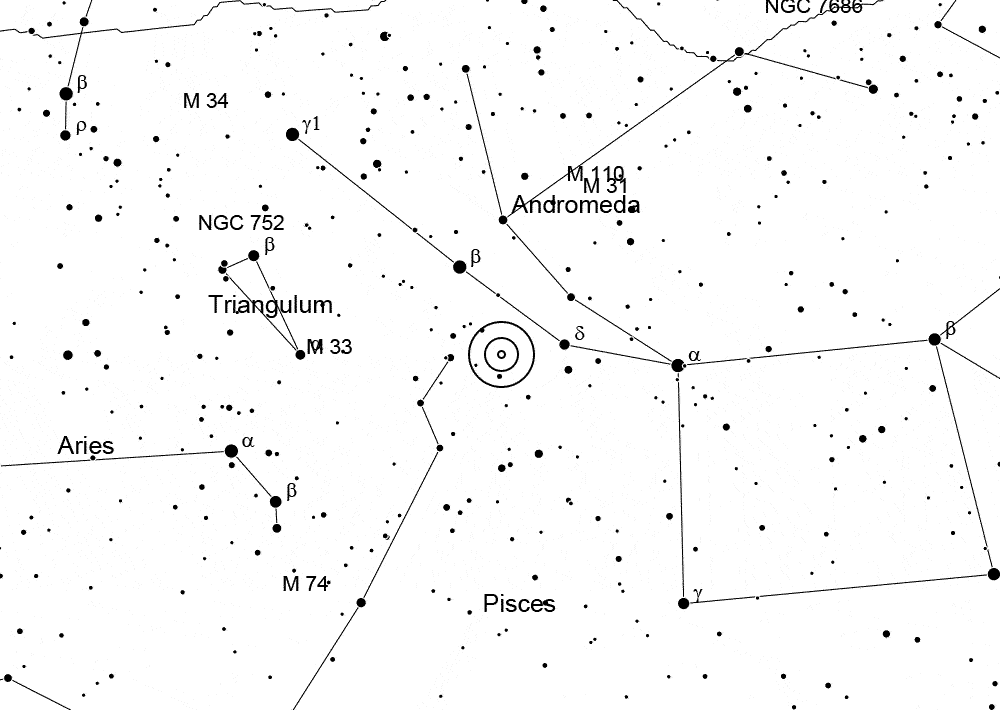 NGC 7686
β
M 34
γ1
ρ
M 110
M 31
Andromeda
NGC 752
β
β
Triangulum
δ
β
M 33
α
α
Aries
α
β
M 74
γ
Pisces